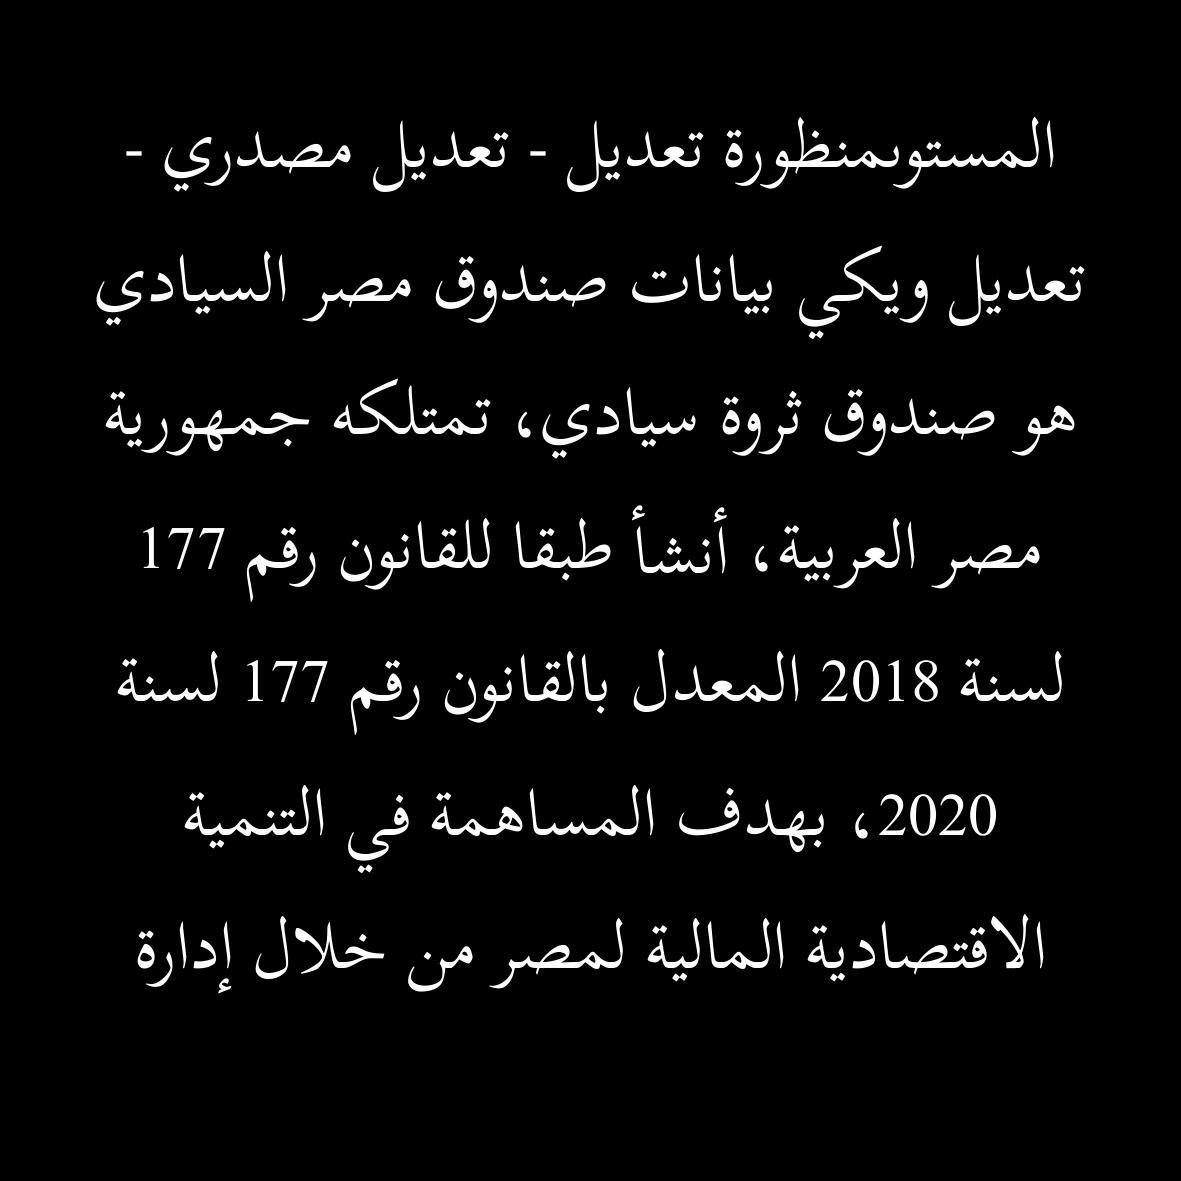 المستوىمنظورة تعديل - تعديل مصدري -
تعديل ويكي بيانات صندوق مصر السيادي
هو صندوق ثروة سيادي، تمتلكه جمهورية
مصر العربية، أنشأ طبقا للقانون رقم 177
لسنة 2018 المعدل بالقانون رقم 177 لسنة
2020، بهدف المساهمة في التنمية
الاقتصادية المالية لمصر من خلال إدارة